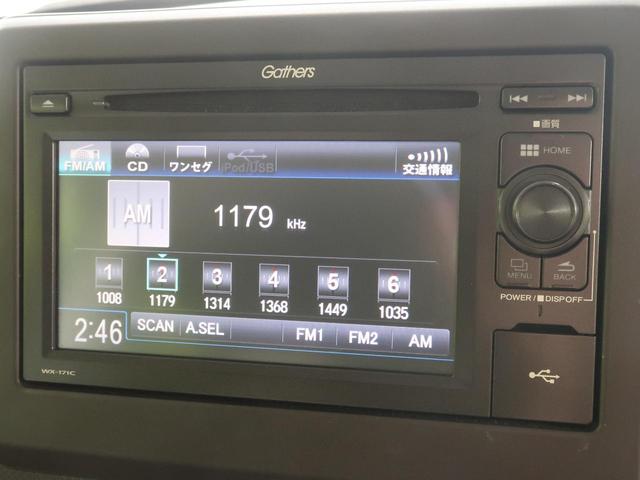 Gathers
画質
HOME
FM/AM CD ワンセグ iPod/USB 交通情報
AM 1179 kHz
1 2 3 4 5 6
1008 1179 1314 1368 1449 1035
2:46 SCAN A.SEL FM1 FM2 AM
MENU BACK
POWER / DISP OFF
WX-171C